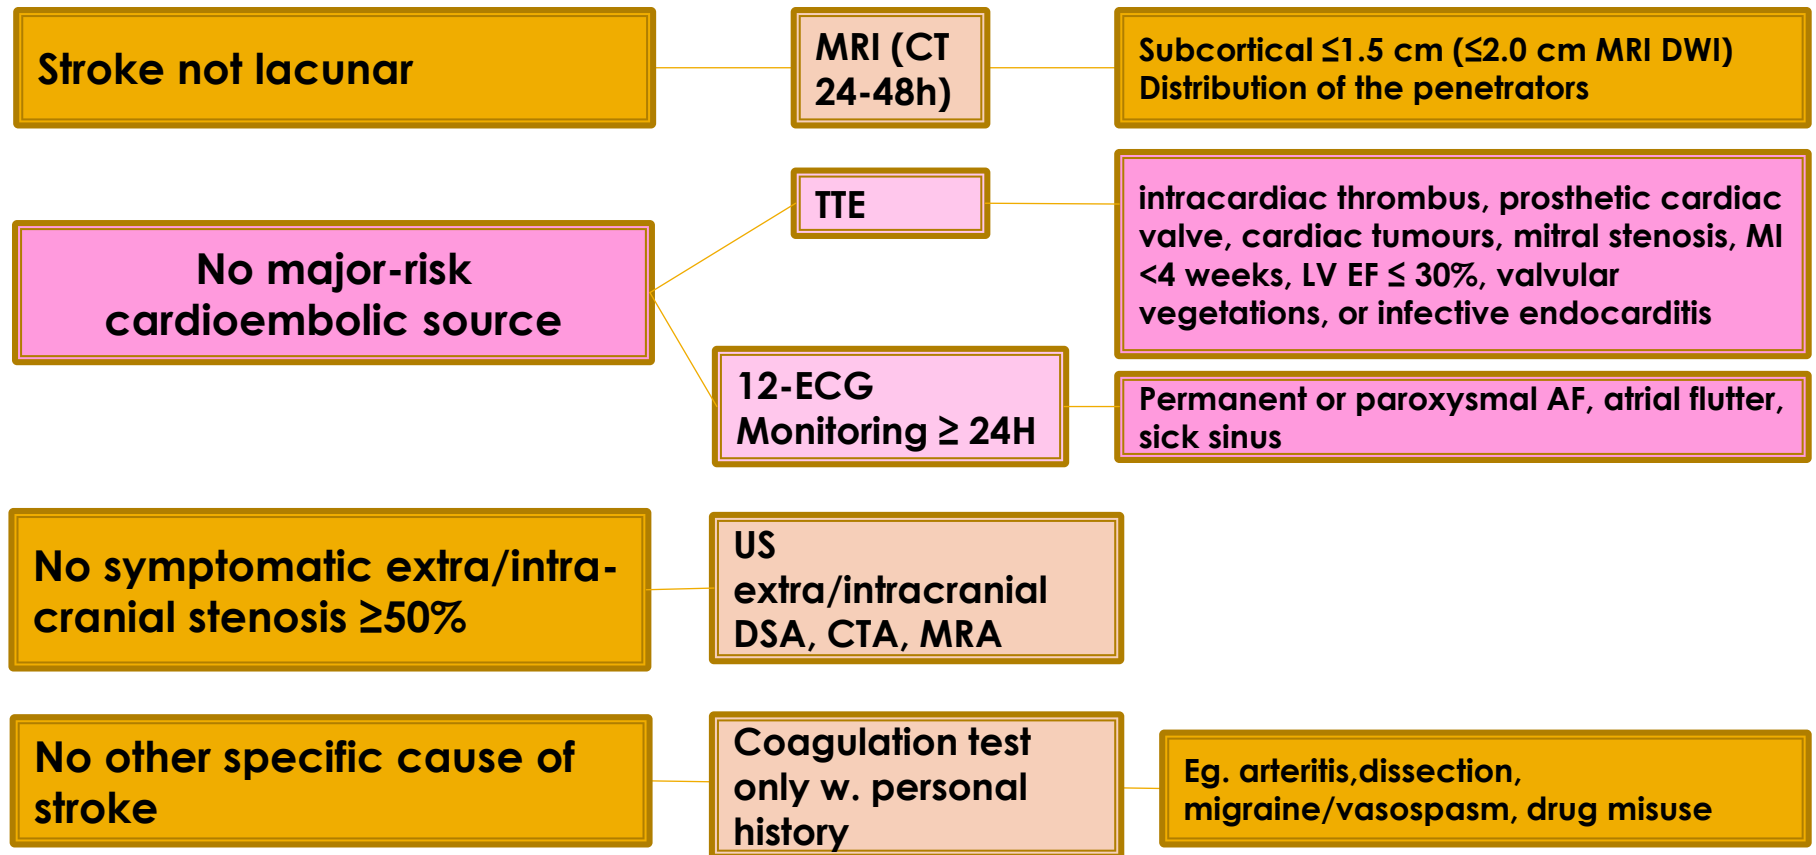 Stroke not lacunar
MRI (CT
24-48h)
Subcortical ≤1.5 cm (≤2.0 cm MRI DWI)
Distribution of the penetrators
No major-risk
cardioembolic source
TTE
intracardiac thrombus, prosthetic cardiac
valve, cardiac tumours, mitral stenosis, MI
<4 weeks, LV EF ≤ 30%, valvular
vegetations, or infective endocarditis
12-ECG
Monitoring ≥ 24H
Permanent or paroxysmal AF, atrial flutter,
sick sinus
No symptomatic extra/intra-
cranial stenosis ≥50%
US
extra/intracranial
DSA, CTA, MRA
No other specific cause of
stroke
Coagulation test
only w. personal
history
Eg. arteritis,dissection,
migraine/vasospasm, drug misuse